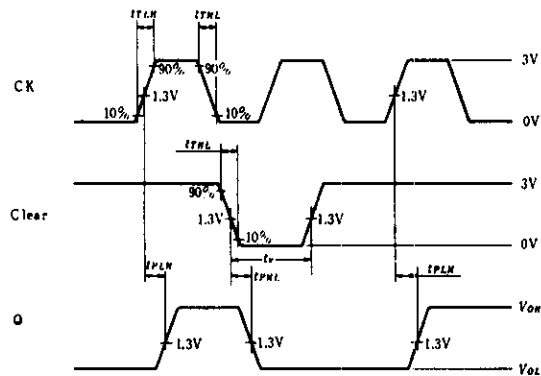 tTLH tTHL
CK 90% 90% 3V
10% 1.3V 10% 1.3V
0V
tTHL
90% 3V
Clear 1.3V 10% 1.3V
0V
tw
tPLH tPHL tPLH
Q 1.3V 1.3V 1.3V VOH
VOL